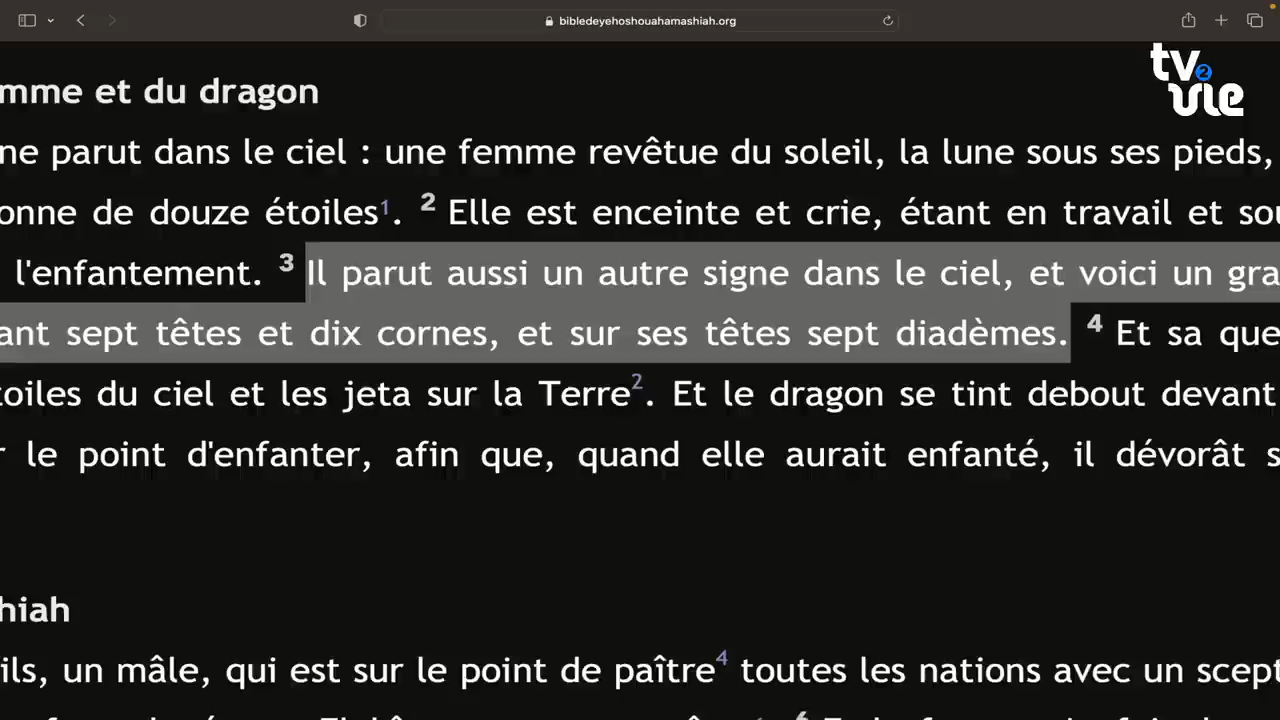 bibledeyehoshouahamashiah.org
tv2
vie
mme et du dragon
ne parut dans le ciel : une femme revêtue du soleil, la lune sous ses pieds,
onne de douze étoiles1. 2 Elle est enceinte et crie, étant en travail et sou
l'enfantement. 3 Il parut aussi un autre signe dans le ciel, et voici un gra
ant sept têtes et dix cornes, et sur ses têtes sept diadèmes. 4 Et sa que
toiles du ciel et les jeta sur la Terre2. Et le dragon se tint debout devant
r le point d'enfanter, afin que, quand elle aurait enfanté, il dévorât s
hiah
ils, un mâle, qui est sur le point de paître4 toutes les nations avec un scept